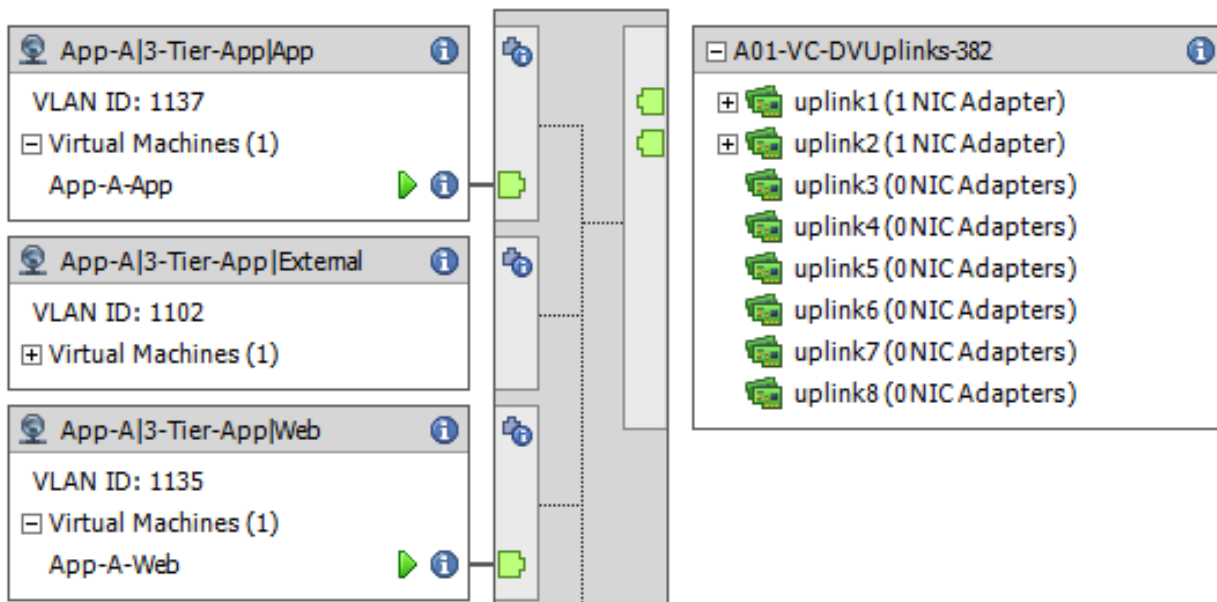 App-A|3-Tier-App|App
VLAN ID: 1137
Virtual Machines (1)
App-A-App
App-A|3-Tier-App|External
VLAN ID: 1102
Virtual Machines (1)
App-A|3-Tier-App|Web
VLAN ID: 1135
Virtual Machines (1)
App-A-Web
A01-VC-DVUplinks-382
uplink1 (1 NIC Adapter)
uplink2 (1 NIC Adapter)
uplink3 (0 NIC Adapters)
uplink4 (0 NIC Adapters)
uplink5 (0 NIC Adapters)
uplink6 (0 NIC Adapters)
uplink7 (0 NIC Adapters)
uplink8 (0 NIC Adapters)